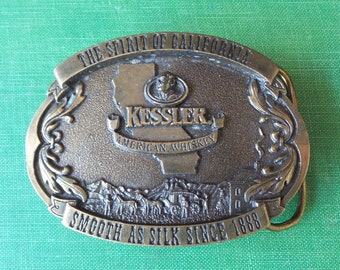 THE SPIRIT OF CALIFORNIA
KESSLER
AMERICAN WHISKEY
SMOOTH AS SILK SINCE 1888